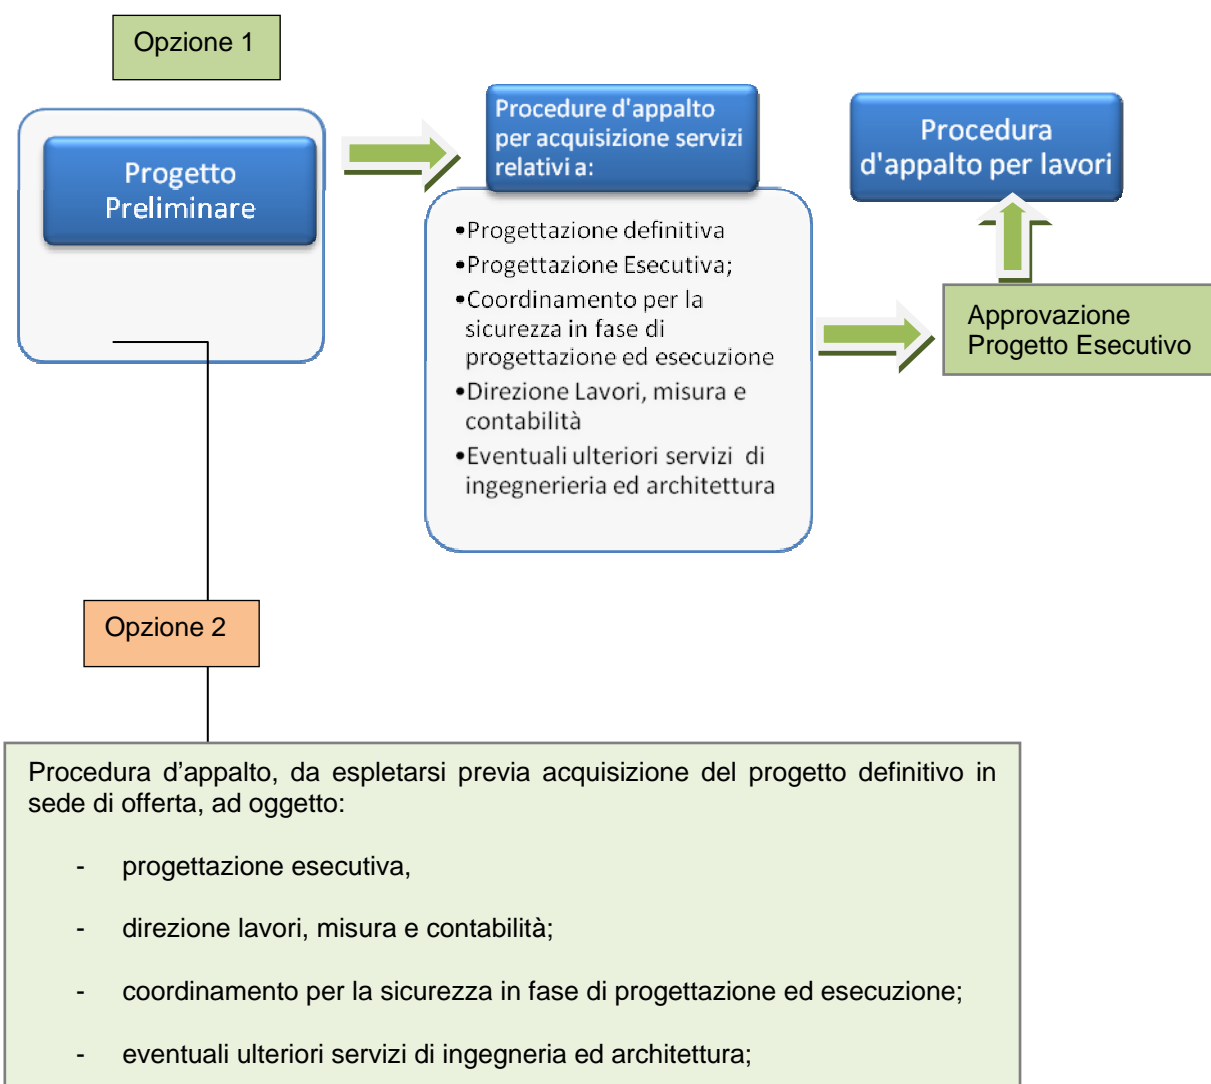 Opzione 1
Progetto
Preliminare
Procedure d'appalto
per acquisizione servizi
relativi a:
•Progettazione definitiva
•Progettazione Esecutiva;
•Coordinamento per la
sicurezza in fase di
progettazione ed esecuzione
•Direzione Lavori, misura e
contabilità
•Eventuali ulteriori servizi di
ingegnerieria ed architettura
Procedura
d'appalto per lavori
Approvazione
Progetto Esecutivo
Opzione 2
Procedura d’appalto, da espletarsi previa acquisizione del progetto definitivo in
sede di offerta, ad oggetto:
- progettazione esecutiva,
- direzione lavori, misura e contabilità;
- coordinamento per la sicurezza in fase di progettazione ed esecuzione;
- eventuali ulteriori servizi di ingegneria ed architettura;